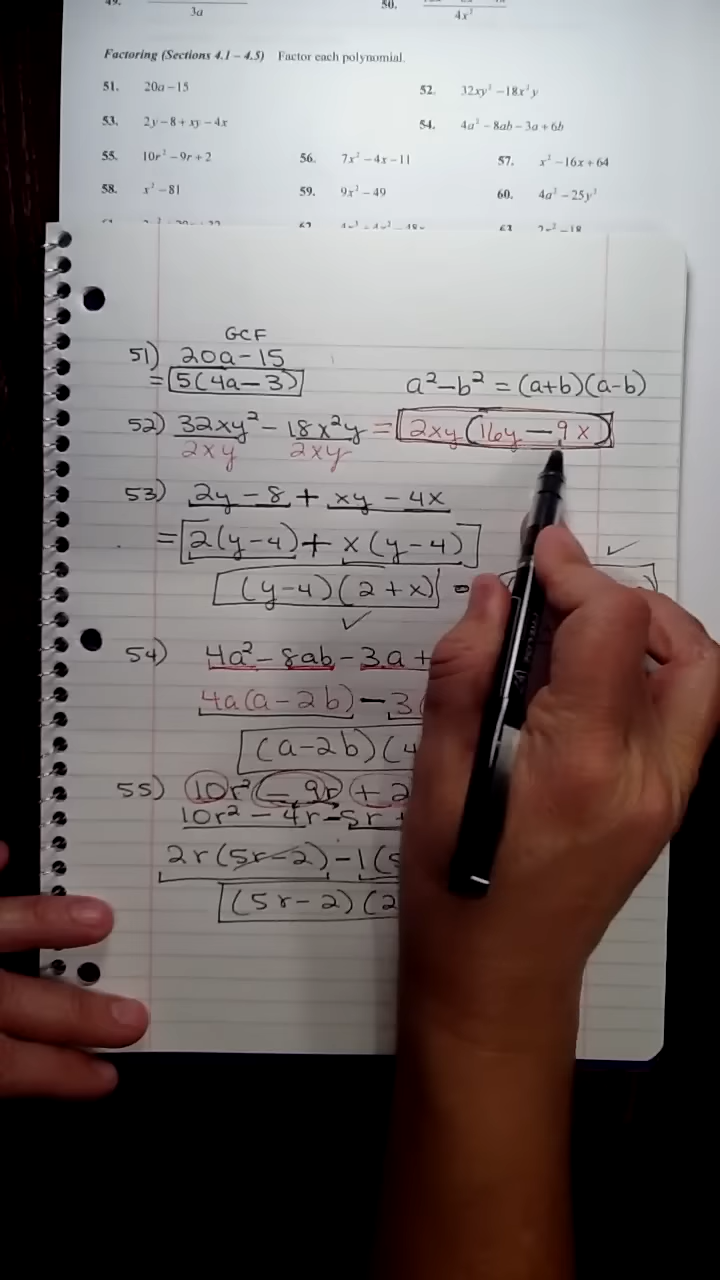 49.
3a
50.
4x²
Factoring (Sections 4.1 – 4.5) Factor each polynomial.
51. 20a – 15
52. 32xy² – 18x²y
53. 2y – 8 + xy – 4x
54. 4a² – 8ab – 3a + 6b
55. 10r² – 9r + 2
56. 7x² – 4x – 11
57. x² – 16x + 64
58. x² – 81
59. 9x² – 49
60. 4a² – 25y²
GCF
51) 20a – 15
= 5(4a – 3)
a² – b² = (a+b)(a–b)
52) 32xy² – 18x²y = 2xy(16y – 9x)
2xy 2xy
53) 2y – 8 + xy – 4x
= 2(y – 4) + x(y – 4)
(y – 4)(2 + x) =
54) 4a² – 8ab – 3a +
4a(a – 2b) – 3(
(a – 2b)(4
55) 10r² – 9r + 2
10r² – 4r – 5r +
2r(5r – 2) – 1(5
(5r – 2)(2